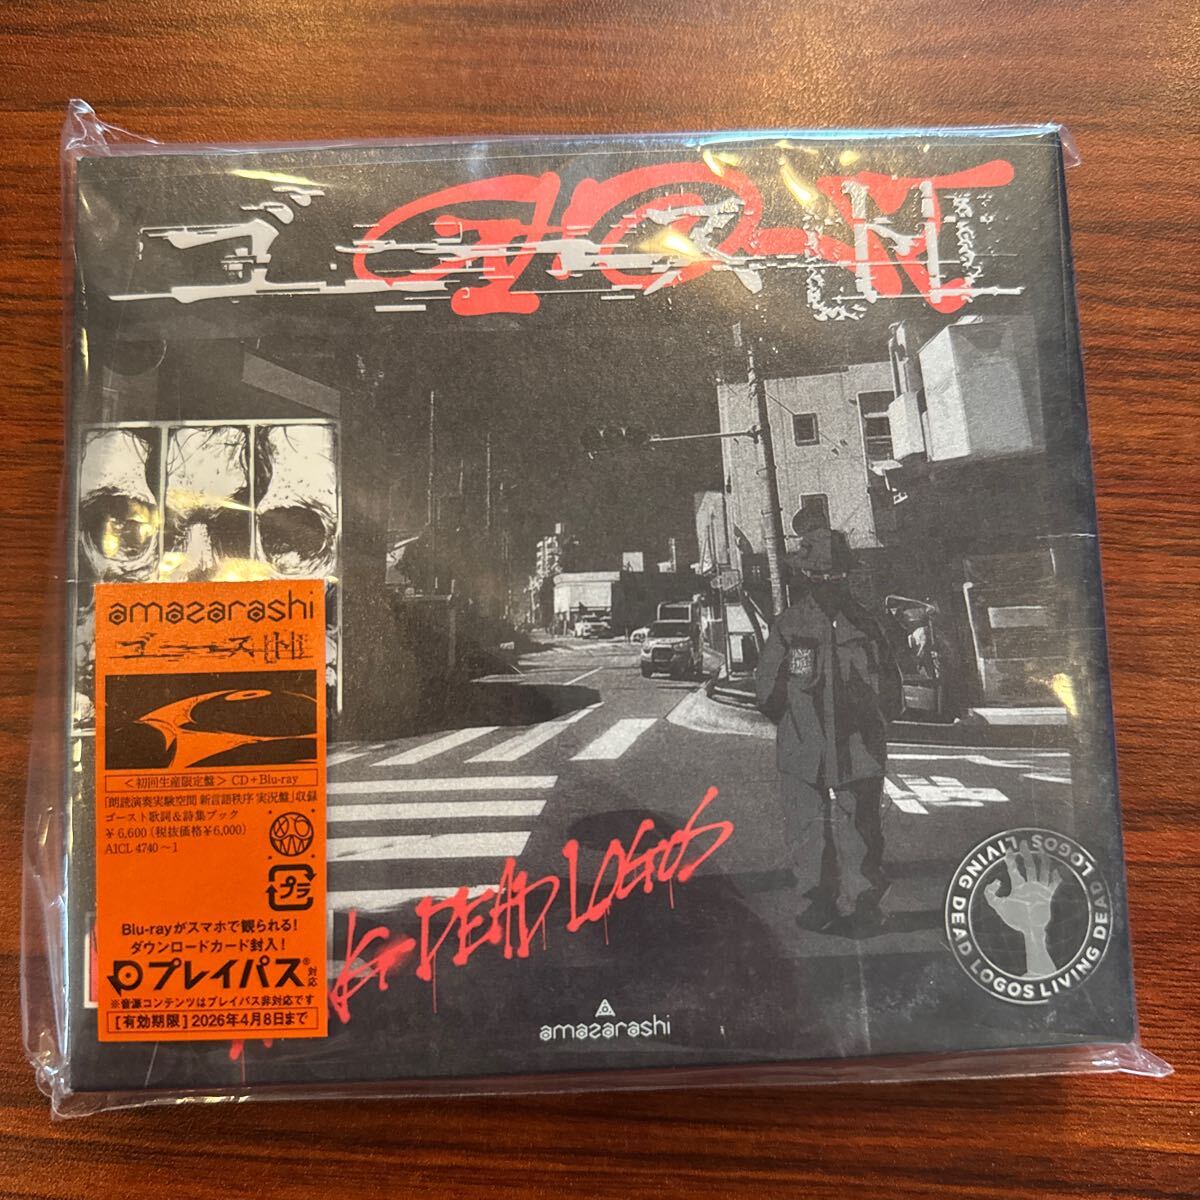 ゴースト
GHOST
amazarashi
ゴースト
＜初回生産限定盤＞ CD+Blu-ray
「朗読演奏実験空間 新言語秩序 実況盤」収録
ゴースト歌詞＆詩集ブック
￥6,600（税抜価格￥6,000）
AICL 4740～1
プラ
Blu-rayがスマホで観られる！
ダウンロードカード封入！
プレイパス®対応
※音源コンテンツはプレイパス非対応です
［有効期限］2026年4月8日まで
DEAD LOGOS
LIVING DEAD LOGOS LIVING DEAD LOGOS
amazarashi